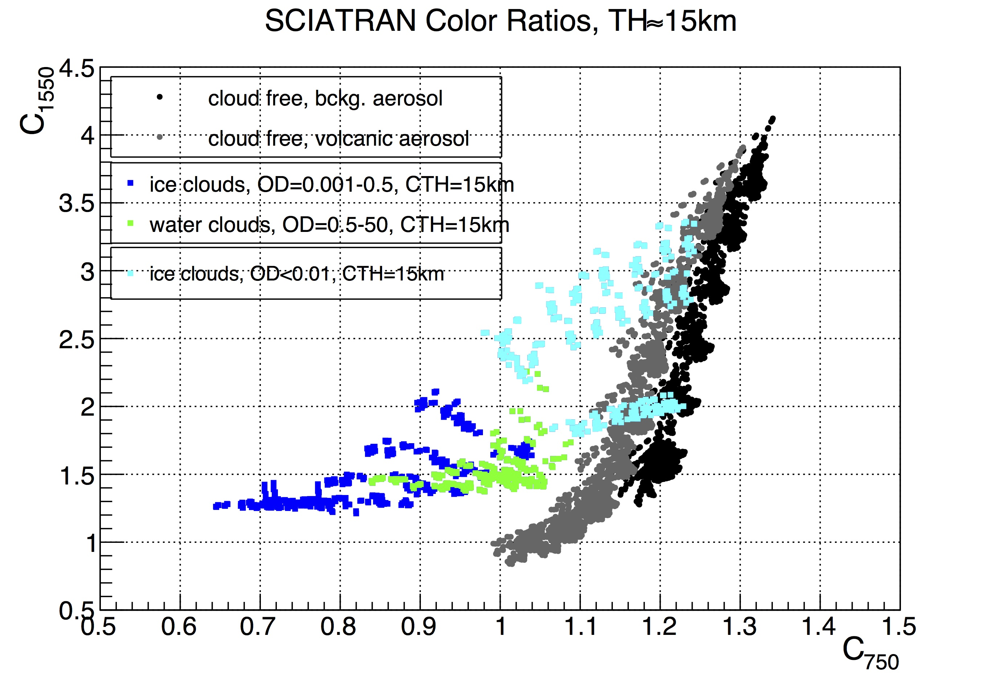 SCIATRAN Color Ratios, TH≈15km
C1550
4.5
4
3.5
3
2.5
2
1.5
1
0.5
cloud free, bckg. aerosol
cloud free, volcanic aerosol
ice clouds, OD=0.001-0.5, CTH=15km
water clouds, OD=0.5-50, CTH=15km
ice clouds, OD<0.01, CTH=15km
0.5 0.6 0.7 0.8 0.9 1 1.1 1.2 1.3 1.4 1.5
C750